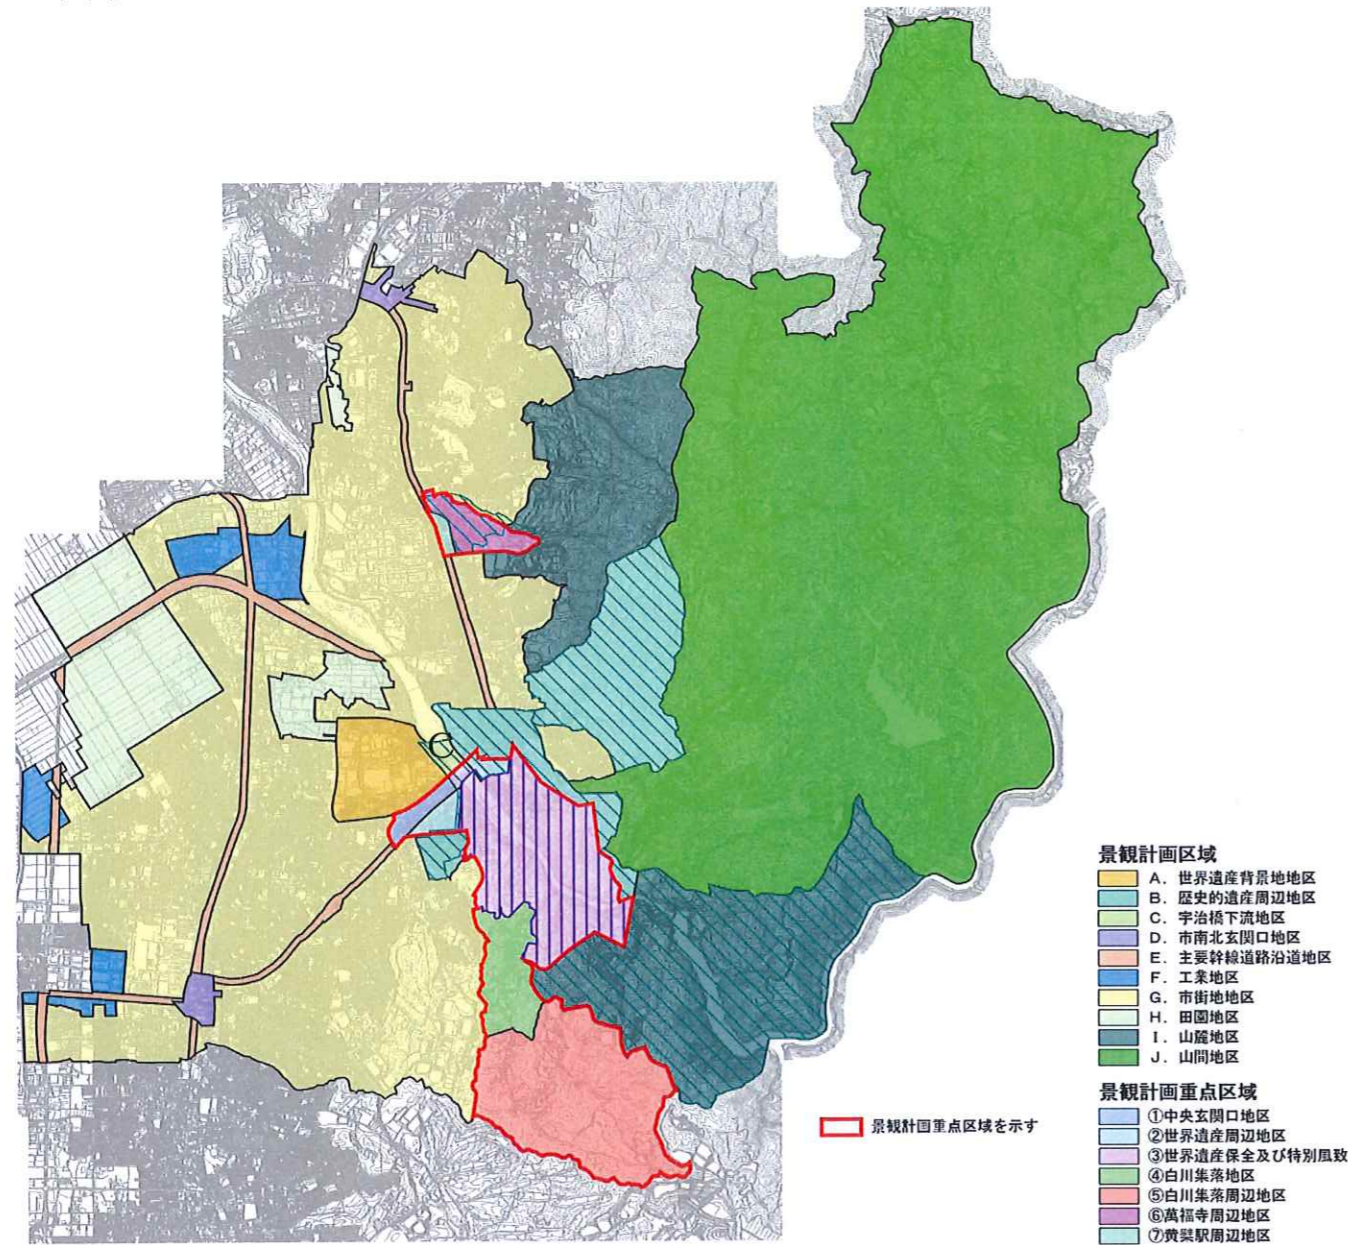 景観計画区域
A. 世界遺産背景地地区
B. 歴史的遺産周辺地区
C. 宇治橋下流地区
D. 市南北玄関口地区
E. 主要幹線道路沿道地区
F. 工業地区
G. 市街地地区
H. 田園地区
I. 山麓地区
J. 山間地区
景観計画重点区域
①中央玄関口地区
②世界遺産周辺地区
③世界遺産保全及び特別風致
④白川集落地区
⑤白川集落周辺地区
⑥萬福寺周辺地区
⑦黄檗駅周辺地区
景観計画重点区域を示す